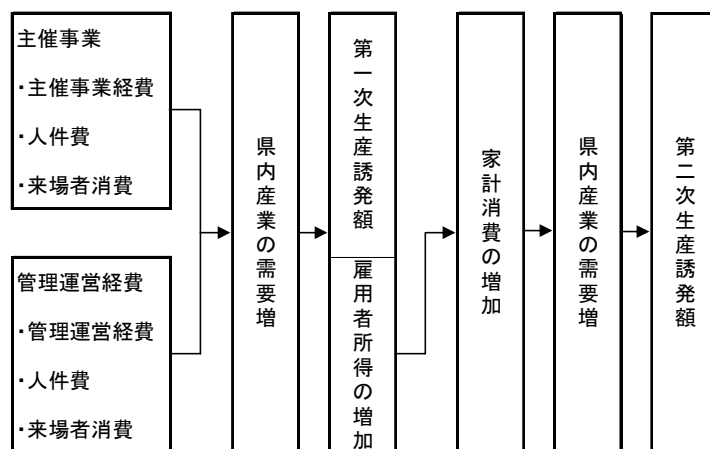 主催事業
・主催事業経費
・人件費
・来場者消費
管理運営経費
・管理運営経費
・人件費
・来場者消費
県内産業の需要増
第一次生産誘発額
雇用者所得の増加
家計消費の増加
県内産業の需要増
第二次生産誘発額